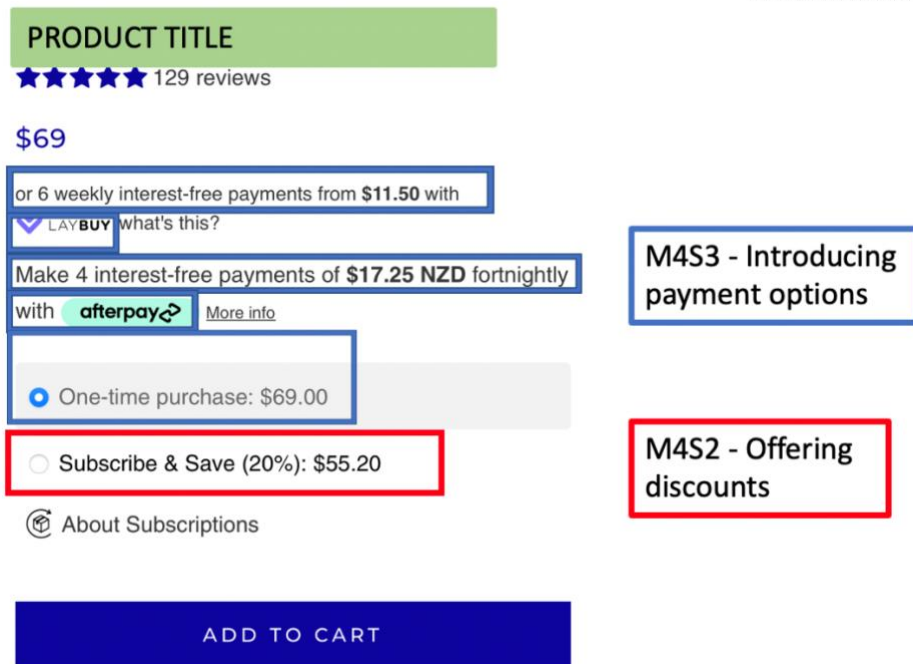 PRODUCT TITLE
129 reviews
$69
or 6 weekly interest-free payments from $11.50 with
LAYBUY what's this?
Make 4 interest-free payments of $17.25 NZD fortnightly
with afterpay More info
One-time purchase: $69.00
Subscribe & Save (20%): $55.20
About Subscriptions
ADD TO CART
M4S3 - Introducing
payment options
M4S2 - Offering
discounts